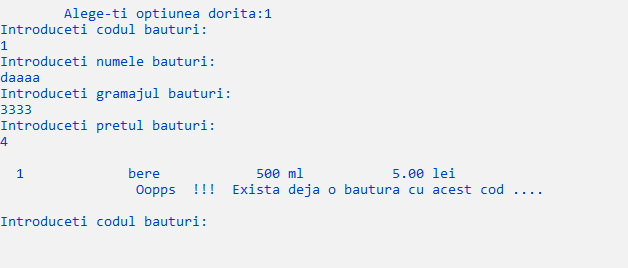 Alege-ti optiunea dorita:1
Introduceti codul bauturi:
1
Introduceti numele bauturi:
daaaa
Introduceti gramajul bauturi:
3333
Introduceti pretul bauturi:
4
1 bere 500 ml 5.00 lei
Oopps !!! Exista deja o bautura cu acest cod ....
Introduceti codul bauturi: